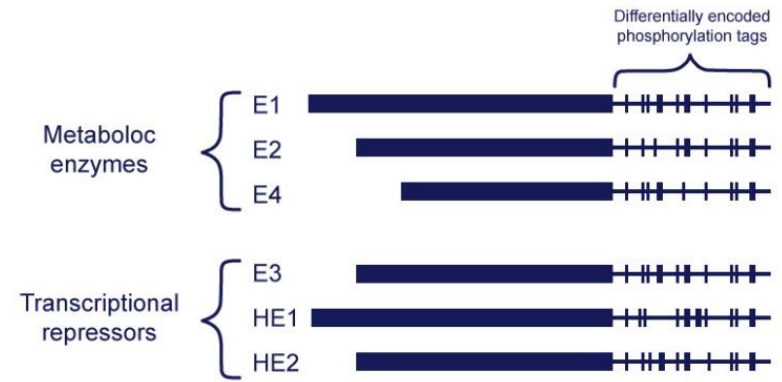 Differentially encoded
phosphorylation tags
Metaboloc
enzymes
E1
E2
E4
Transcriptional
repressors
E3
HE1
HE2